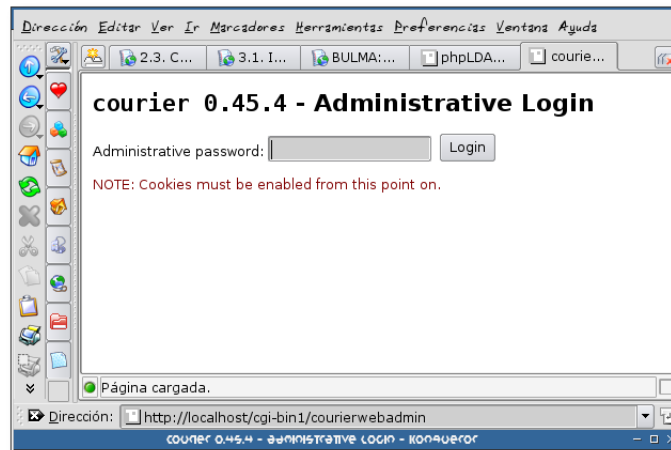 Dirección Editar Ver Ir Marcadores Herramientas Preferencias Ventana Ayuda
2.3. C... 3.1. I... BULMA:... phpLDA... courie...
courier 0.45.4 - Administrative Login
Administrative password: Login
NOTE: Cookies must be enabled from this point on.
Página cargada.
Dirección: http://localhost/cgi-bin1/courierwebadmin
courier 0.45.4 - administrative login - Konqueror